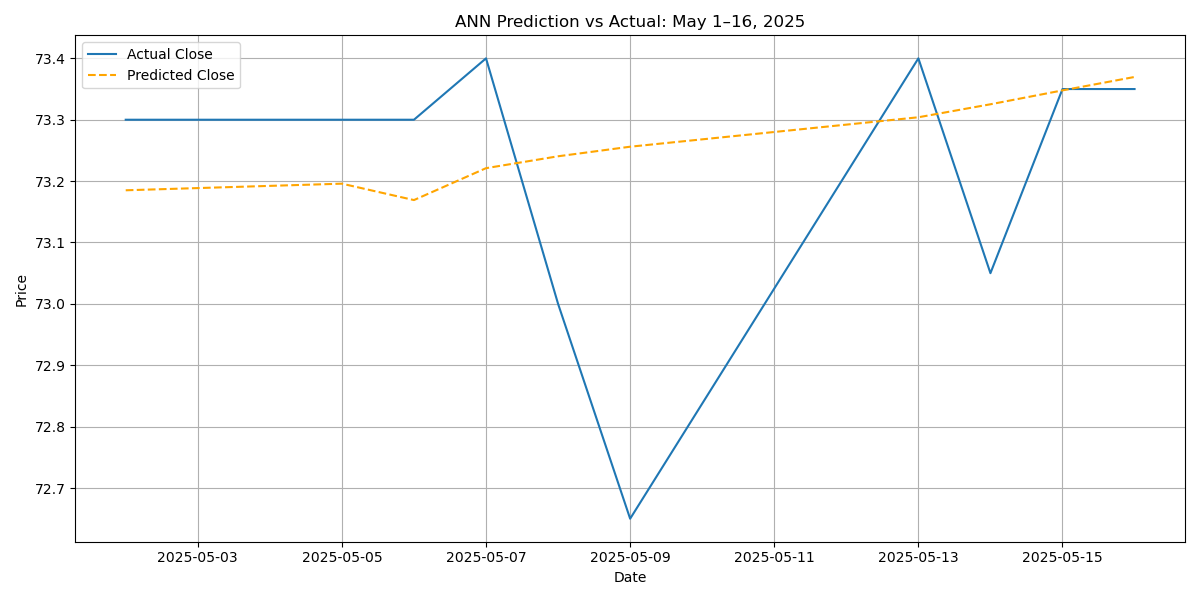 ANN Prediction vs Actual: May 1–16, 2025
Actual Close
Predicted Close
73.4
73.3
73.2
73.1
73.0
72.9
72.8
72.7
Price
2025-05-03 2025-05-05 2025-05-07 2025-05-09 2025-05-11 2025-05-13 2025-05-15
Date